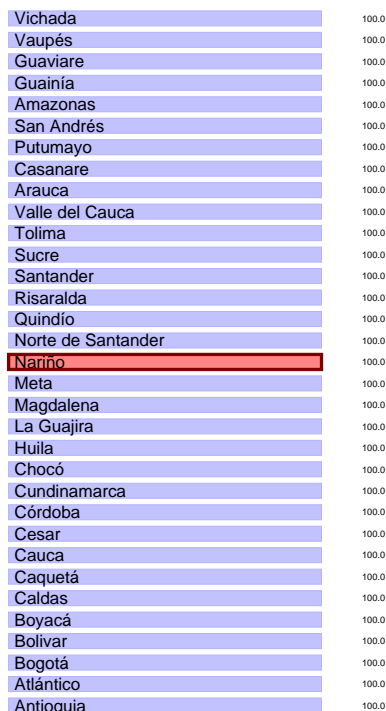 Vichada 100.0
Vaupés 100.0
Guaviare 100.0
Guainía 100.0
Amazonas 100.0
San Andrés 100.0
Putumayo 100.0
Casanare 100.0
Arauca 100.0
Valle del Cauca 100.0
Tolima 100.0
Sucre 100.0
Santander 100.0
Risaralda 100.0
Quindío 100.0
Norte de Santander 100.0
Nariño 100.0
Meta 100.0
Magdalena 100.0
La Guajira 100.0
Huila 100.0
Chocó 100.0
Cundinamarca 100.0
Córdoba 100.0
Cesar 100.0
Cauca 100.0
Caquetá 100.0
Caldas 100.0
Boyacá 100.0
Bolivar 100.0
Bogotá 100.0
Atlántico 100.0
Antioquia 100.0